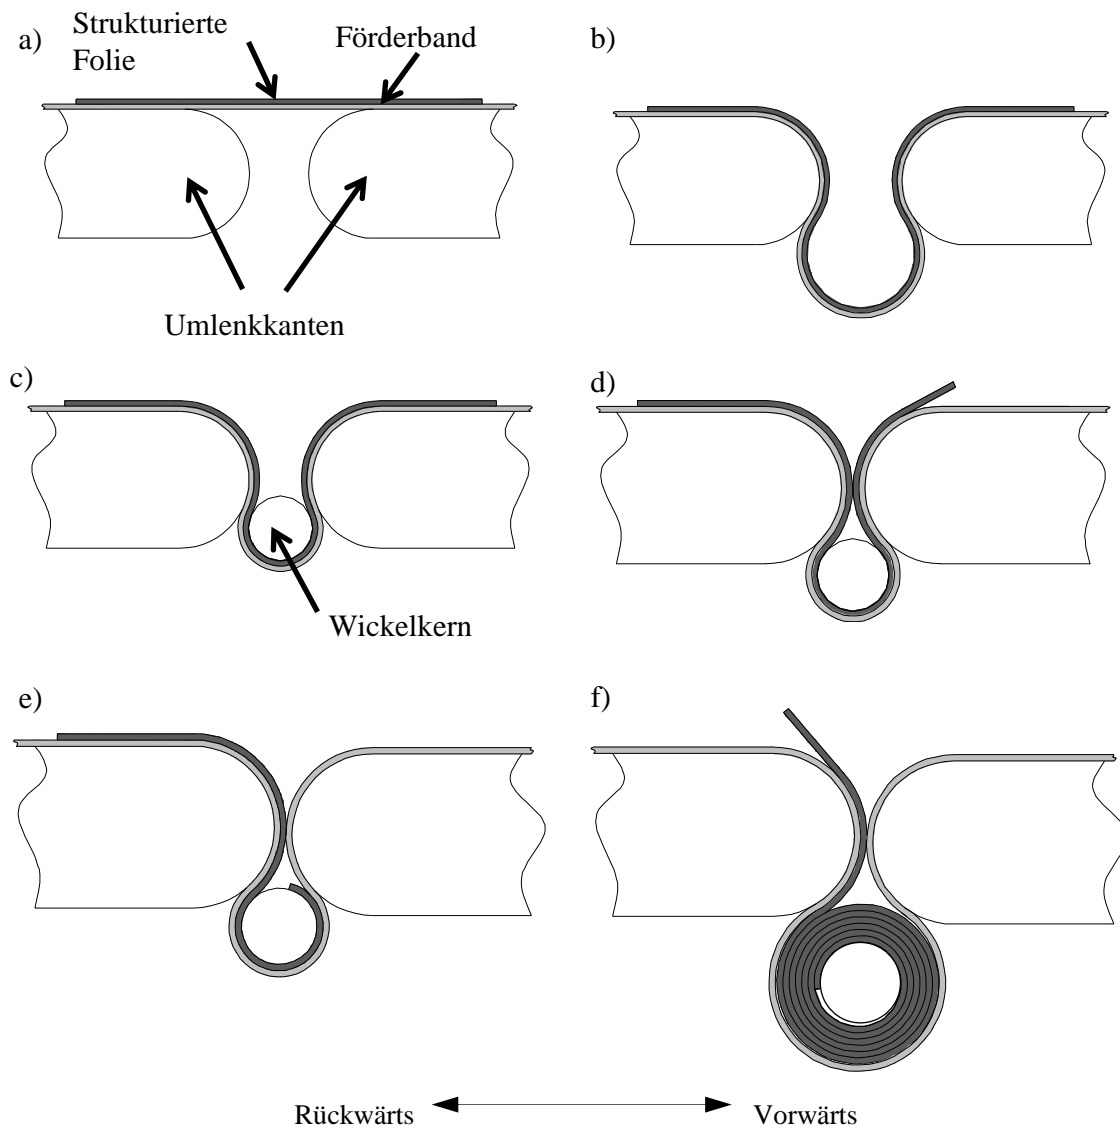 a)
Strukturierte
Folie
Förderband
Umlenkkanten
b)
c)
Wickelkern
d)
e)
f)
Rückwärts
Vorwärts